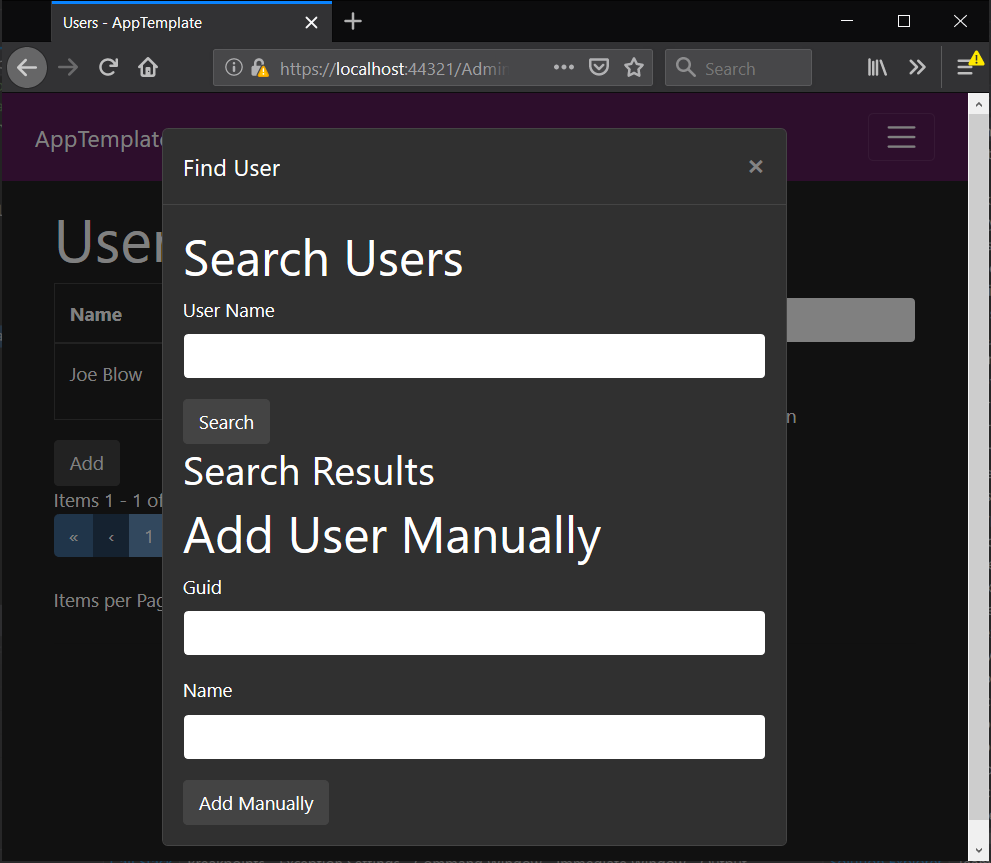 Users - AppTemplate
https://localhost:44321/Admin
Search
AppTemplate
Find User
×
User
Search Users
User Name
Name
Joe Blow
Search
n
Add
Search Results
Items 1 - 1 of
« ‹ 1
Add User Manually
Guid
Items per Pag
Name
Add Manually